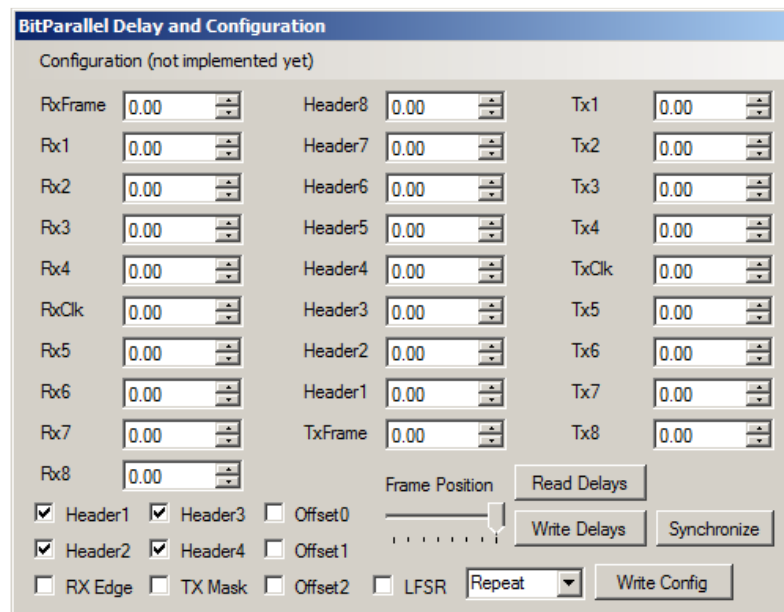 BitParallel Delay and Configuration
Configuration (not implemented yet)
RxFrame 0.00 Header8 0.00 Tx1 0.00
Rx1 0.00 Header7 0.00 Tx2 0.00
Rx2 0.00 Header6 0.00 Tx3 0.00
Rx3 0.00 Header5 0.00 Tx4 0.00
Rx4 0.00 Header4 0.00 TxClk 0.00
RxClk 0.00 Header3 0.00 Tx5 0.00
Rx5 0.00 Header2 0.00 Tx6 0.00
Rx6 0.00 Header1 0.00 Tx7 0.00
Rx7 0.00 TxFrame 0.00 Tx8 0.00
Rx8 0.00 Frame Position Read Delays
Header1 Header3 Offset0 Write Delays Synchronize
Header2 Header4 Offset1
RX Edge TX Mask Offset2 LFSR Repeat Write Config